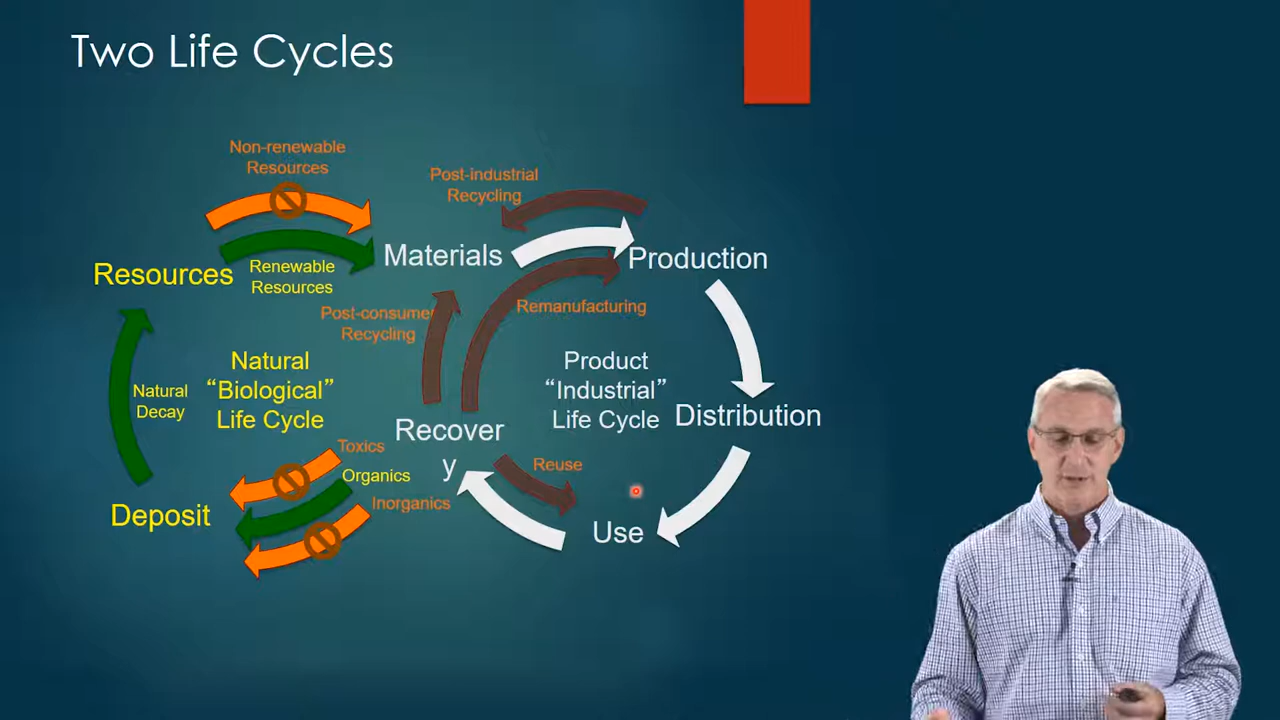 Two Life Cycles
Non-renewable
Resources
Post-industrial
Recycling
Materials
Production
Resources
Renewable
Resources
Post-consumer
Recycling
Remanufacturing
Natural
“Biological”
Life Cycle
Product
“Industrial”
Life Cycle
Natural
Decay
Distribution
Recover
y
Toxics
Organics
Inorganics
Reuse
Deposit
Use